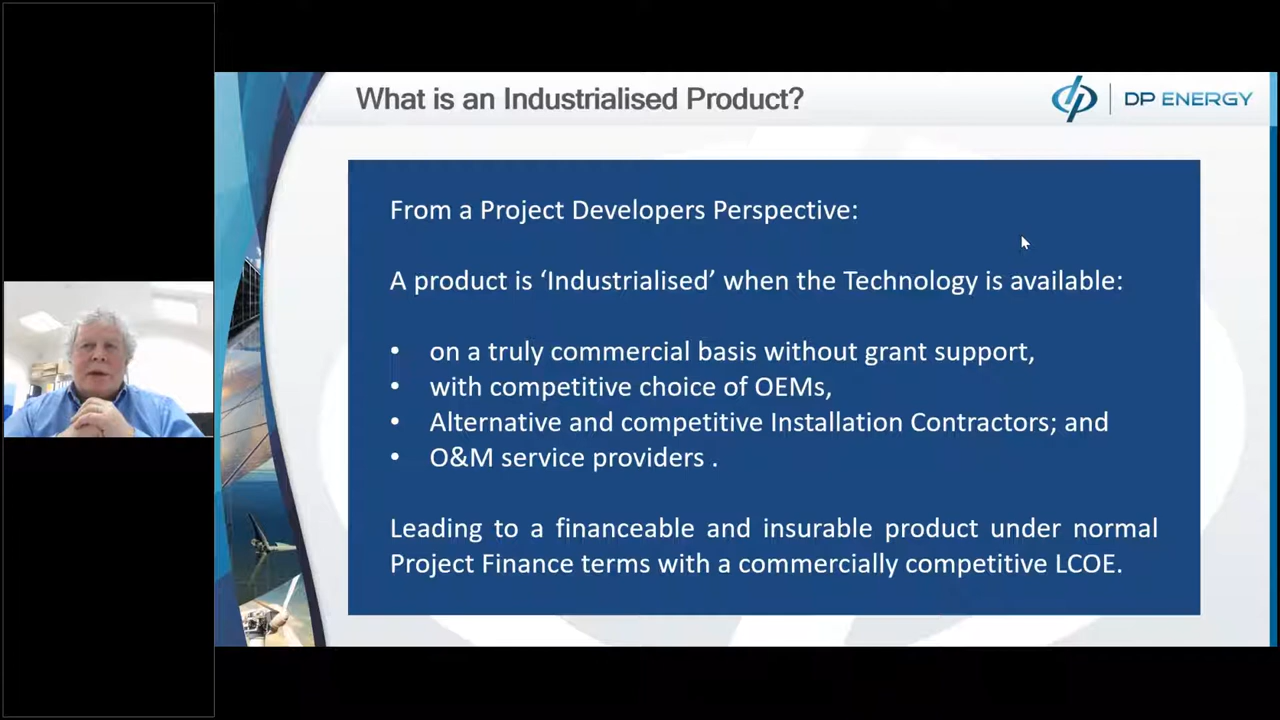 What is an Industrialised Product?
DP ENERGY
From a Project Developers Perspective:
A product is ‘Industrialised’ when the Technology is available:
• on a truly commercial basis without grant support,
• with competitive choice of OEMs,
• Alternative and competitive Installation Contractors; and
• O&M service providers .
Leading to a financeable and insurable product under normal
Project Finance terms with a commercially competitive LCOE.